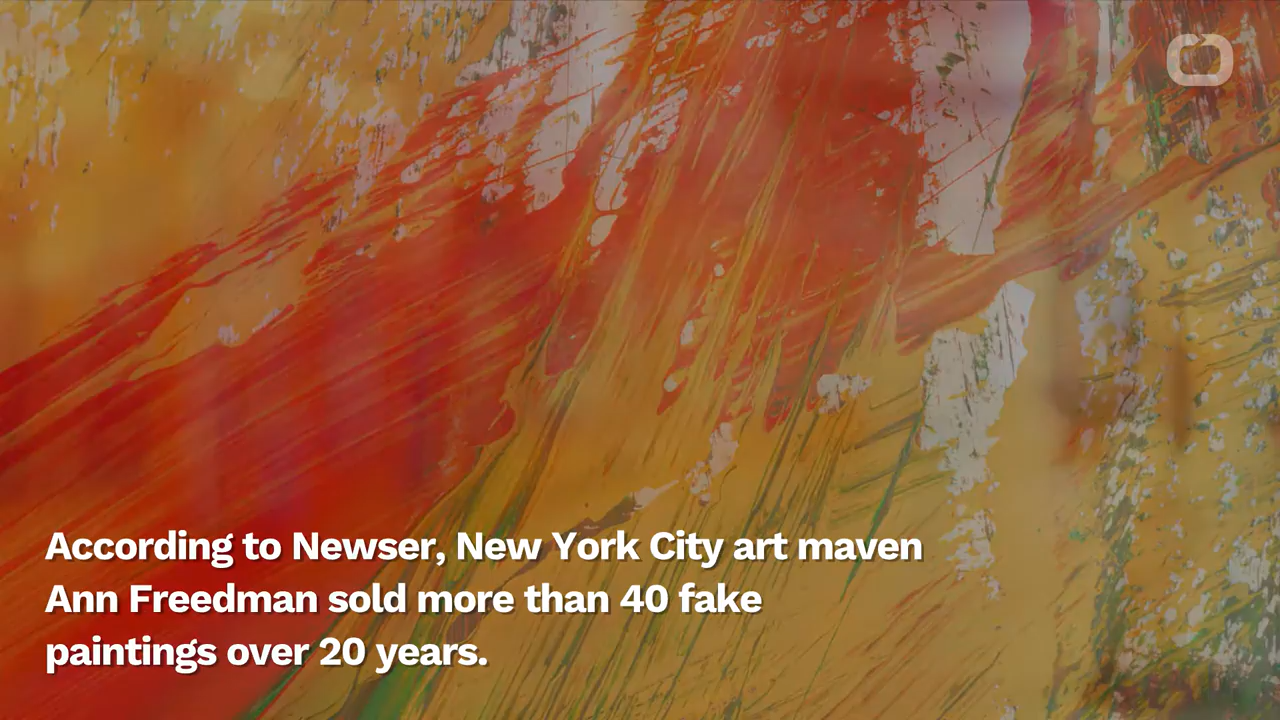 According to Newser, New York City art maven
Ann Freedman sold more than 40 fake
paintings over 20 years.